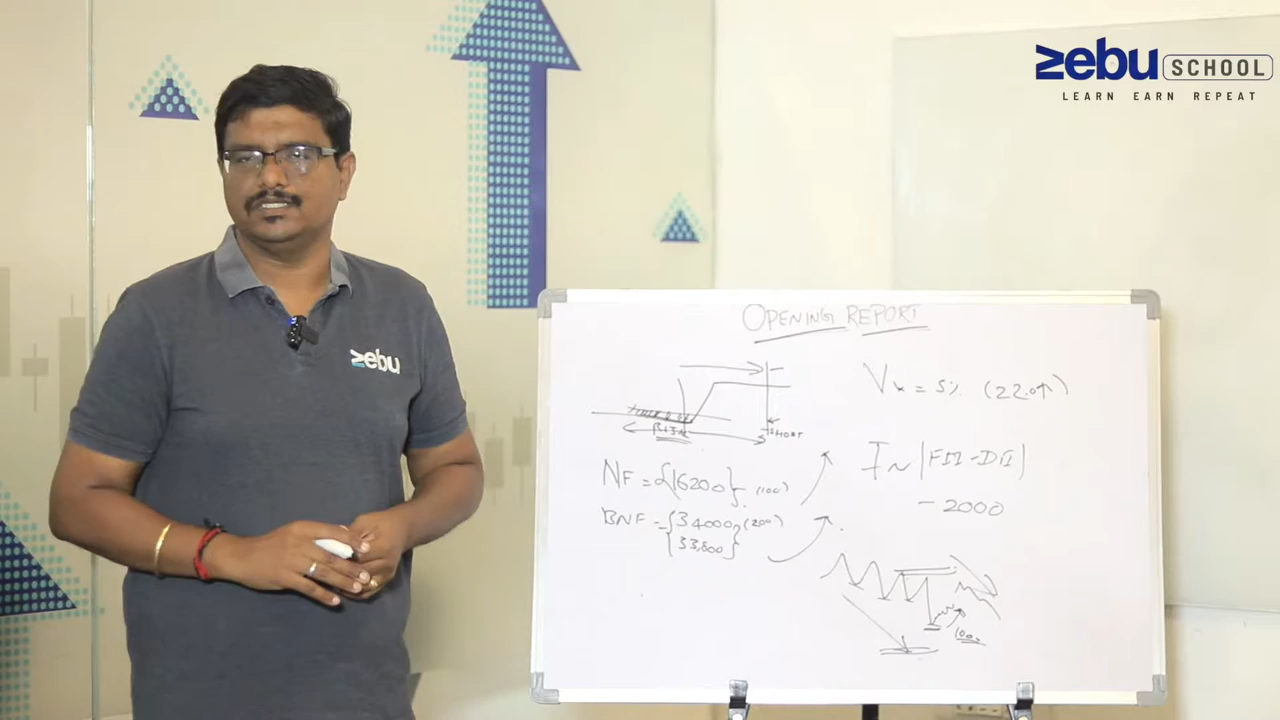 zebu SCHOOL
LEARN EARN REPEAT
zebu
OPENING REPORT
Vx = 5% (22.0↑)
SHORT
NF = {16200} (100)
I ~ |FII - DII|
- 2000
BNF = {34000} (200)
{33,800}
1000